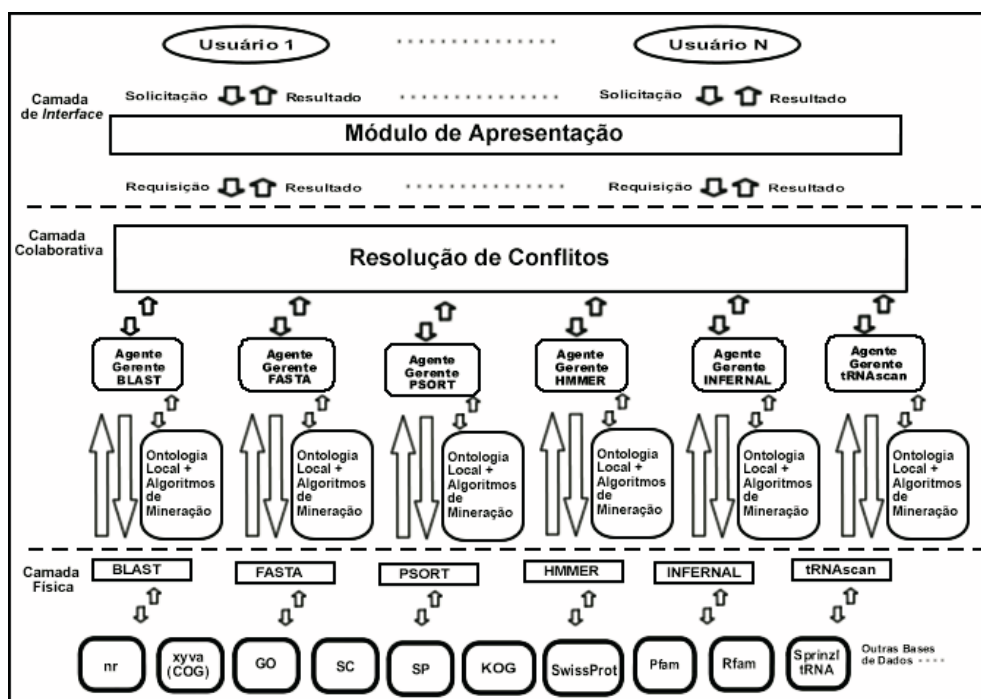 Usuário 1
Usuário N
Camada
de Interface
Solicitação
Resultado
Solicitação
Resultado
Módulo de Apresentação
Requisição
Resultado
Requisição
Resultado
Camada
Colaborativa
Resolução de Conflitos
Agente
Gerente
BLAST
Agente
Gerente
FASTA
Agente
Gerente
PSORT
Agente
Gerente
HMMER
Agente
Gerente
INFERNAL
Agente
Gerente
tRNAscan
Ontologia
Local +
Algoritmos
de
Mineração
Ontologia
Local +
Algoritmos
de
Mineração
Ontologia
Local +
Algoritmos
de
Mineração
Ontologia
Local +
Algoritmos
de
Mineração
Ontologia
Local +
Algoritmos
de
Mineração
Ontologia
Local +
Algoritmos
de
Mineração
Camada
Física
BLAST
FASTA
PSORT
HMMER
INFERNAL
tRNAscan
nr
xyva
(COG)
GO
SC
SP
KOG
SwissProt
Pfam
Rfam
Sprinzl
tRNA
Outras Bases
de Dados